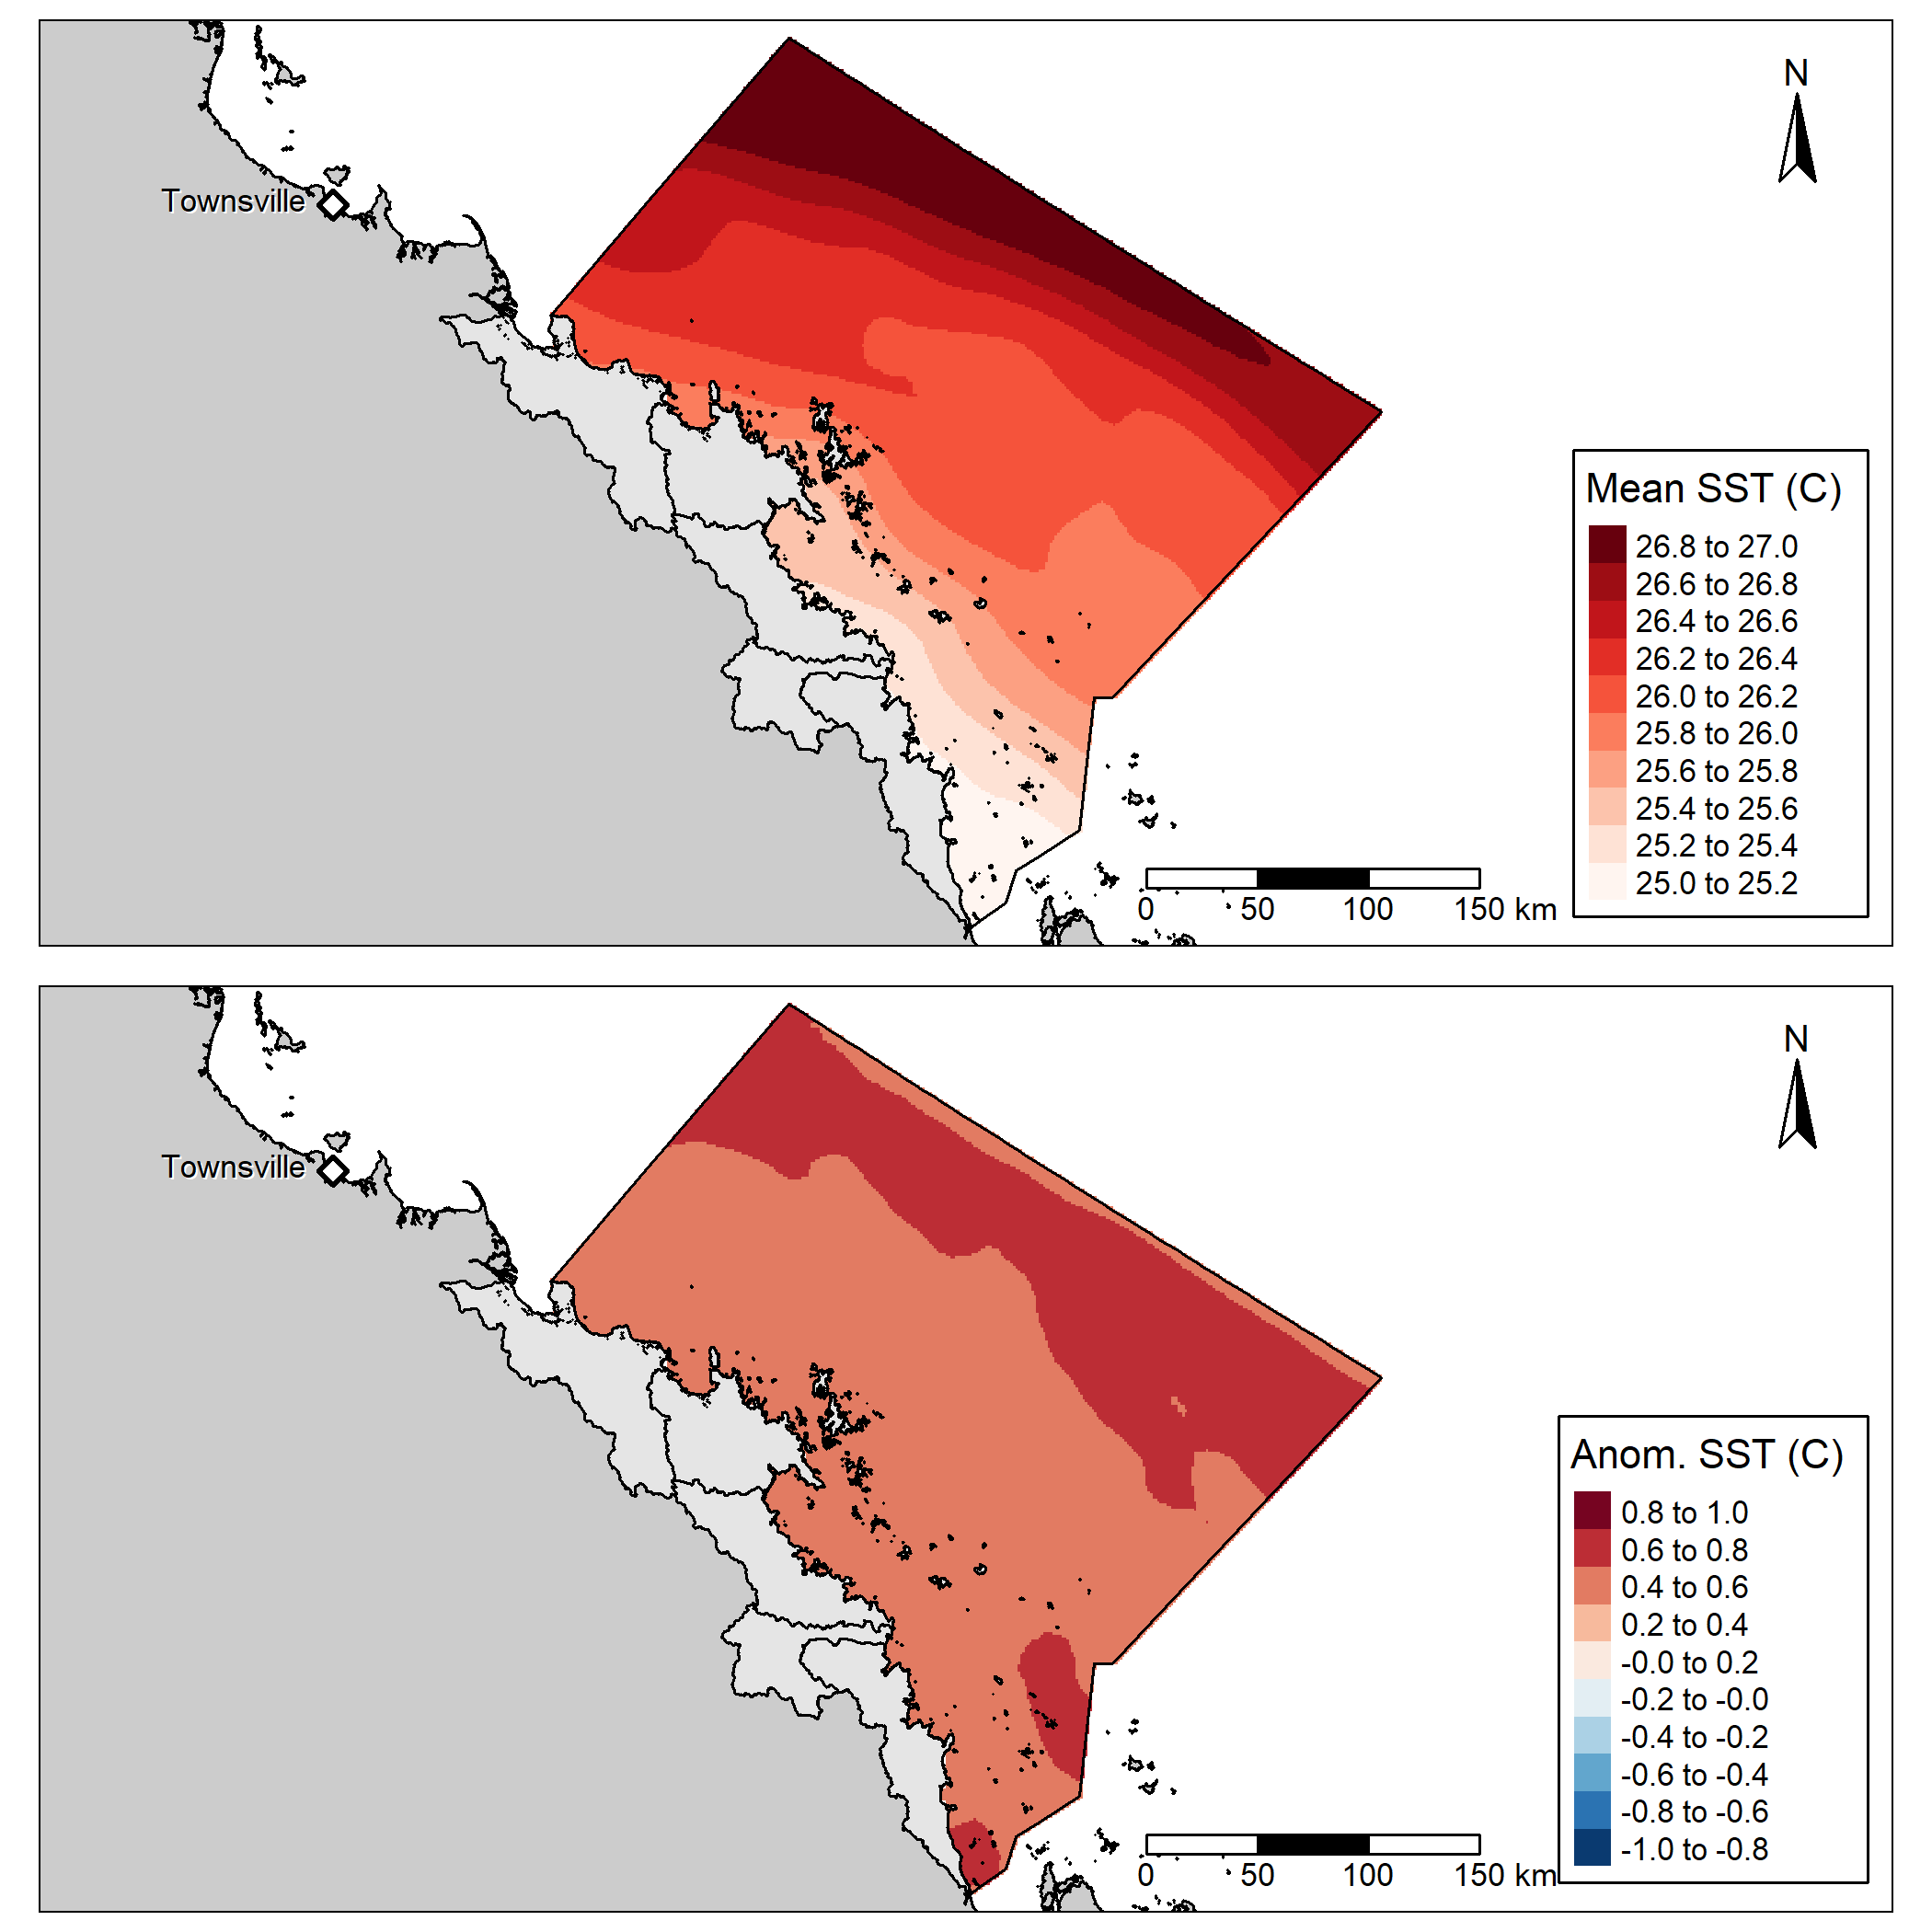 N
Townsville
Mean SST (C)
26.8 to 27.0
26.6 to 26.8
26.4 to 26.6
26.2 to 26.4
26.0 to 26.2
25.8 to 26.0
25.6 to 25.8
25.4 to 25.6
25.2 to 25.4
25.0 to 25.2
0 50 100 150 km
N
Townsville
Anom. SST (C)
0.8 to 1.0
0.6 to 0.8
0.4 to 0.6
0.2 to 0.4
-0.0 to 0.2
-0.2 to -0.0
-0.4 to -0.2
-0.6 to -0.4
-0.8 to -0.6
-1.0 to -0.8
0 50 100 150 km